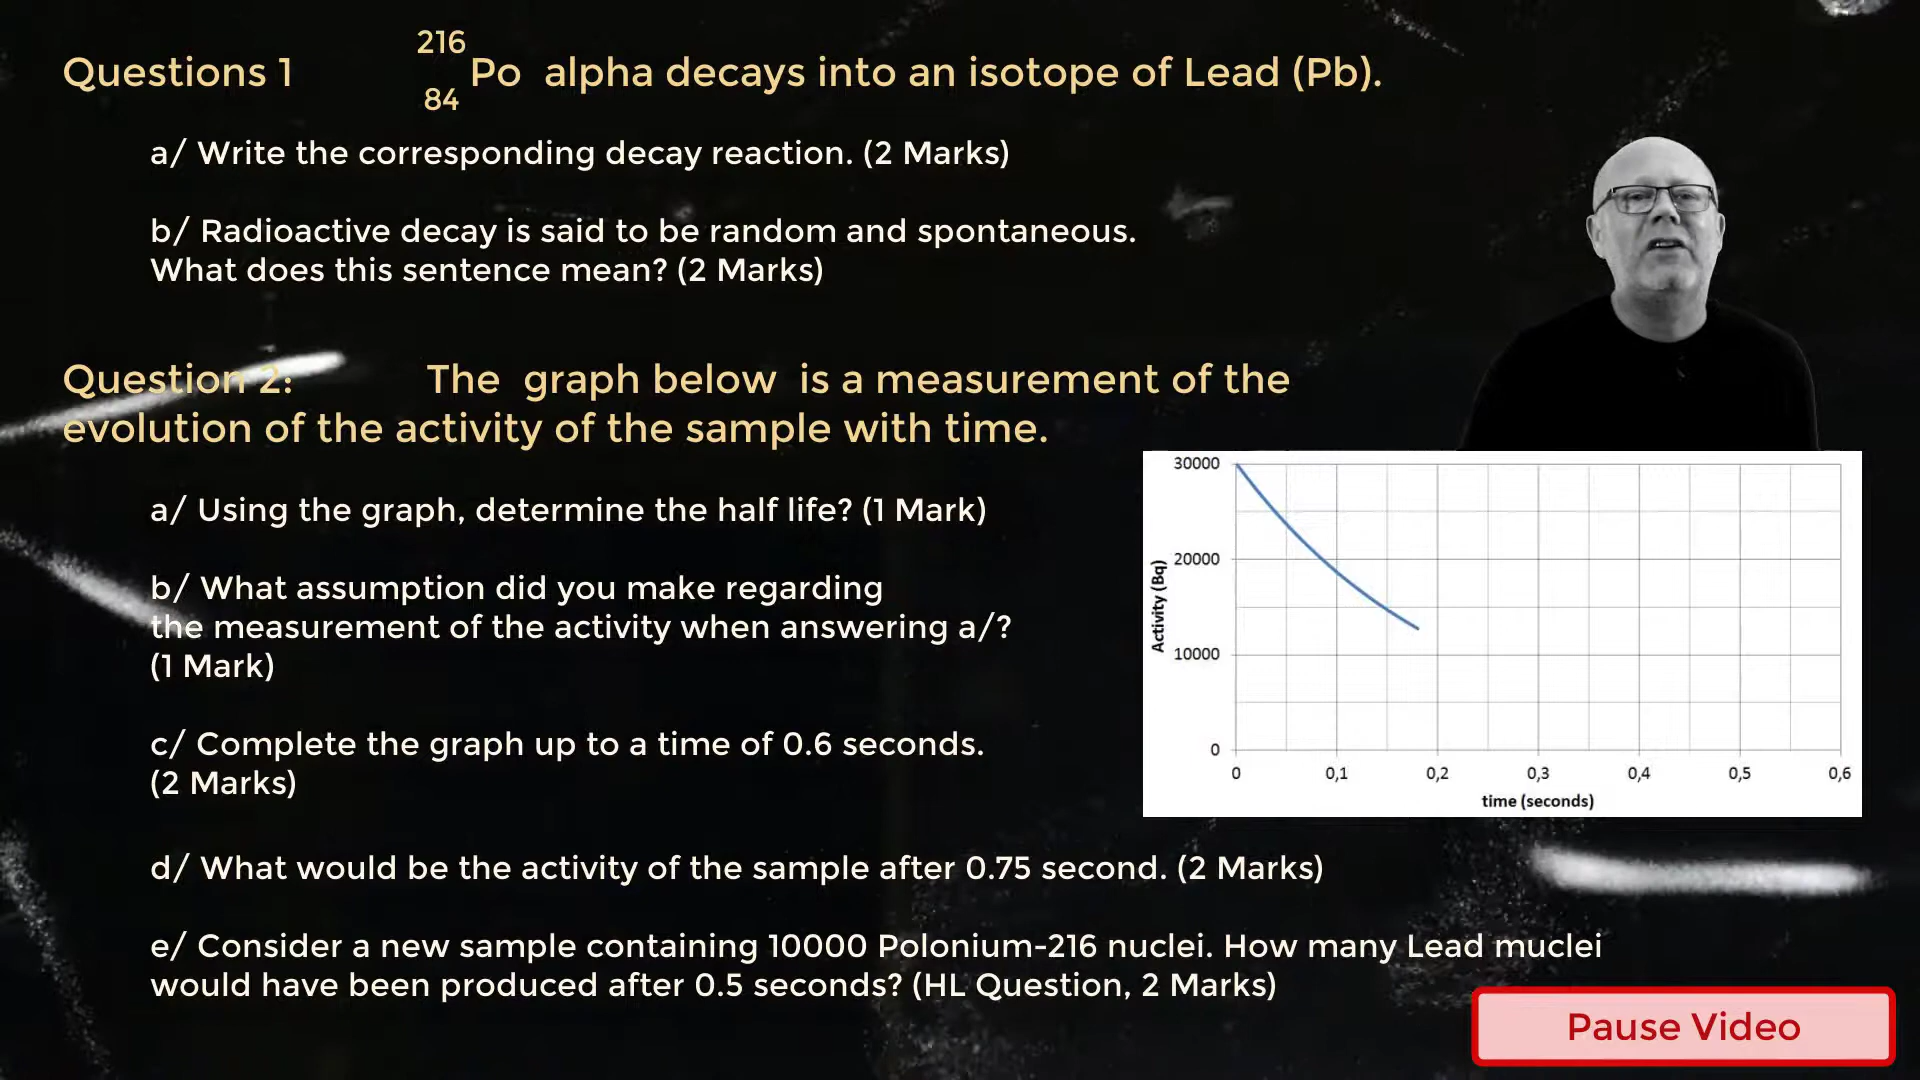 216
Questions 1 Po alpha decays into an isotope of Lead (Pb).
84
a/ Write the corresponding decay reaction. (2 Marks)
b/ Radioactive decay is said to be random and spontaneous.
What does this sentence mean? (2 Marks)
Question 2: The graph below is a measurement of the
evolution of the activity of the sample with time.
a/ Using the graph, determine the half life? (1 Mark)
b/ What assumption did you make regarding
the measurement of the activity when answering a/?
(1 Mark)
c/ Complete the graph up to a time of 0.6 seconds.
(2 Marks)
30000
20000
10000
0
Activity (Bq)
0 0,1 0,2 0,3 0,4 0,5 0,6
time (seconds)
d/ What would be the activity of the sample after 0.75 second. (2 Marks)
e/ Consider a new sample containing 10000 Polonium-216 nuclei. How many Lead muclei
would have been produced after 0.5 seconds? (HL Question, 2 Marks)
Pause Video